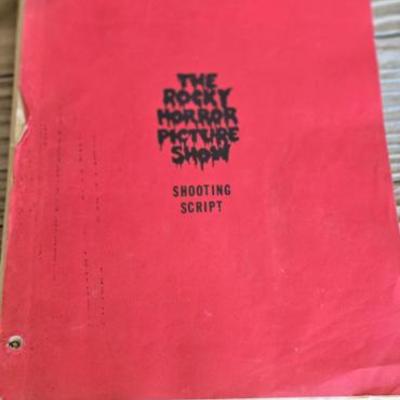 THE
ROCKY
HORROR
PICTURE
SHOW
SHOOTING
SCRIPT